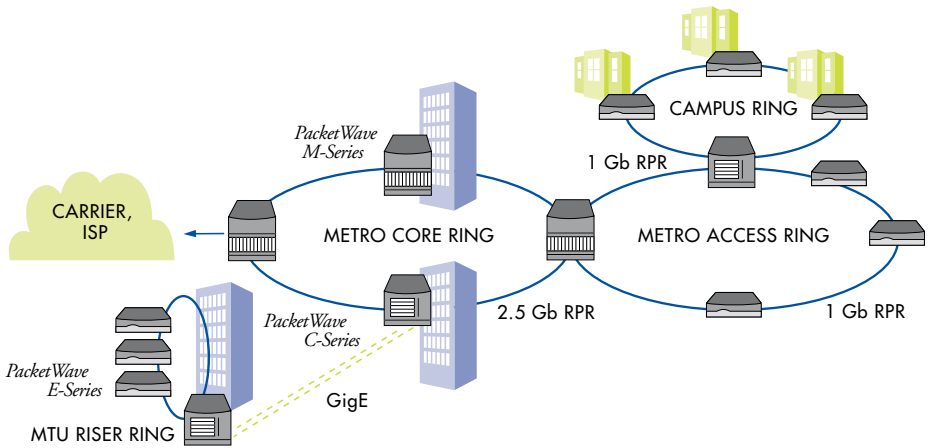 CAMPUS RING
PacketWave
M-Series
1 Gb RPR
CARRIER,
ISP
METRO CORE RING
METRO ACCESS RING
PacketWave
C-Series
2.5 Gb RPR
1 Gb RPR
PacketWave
E-Series
GigE
MTU RISER RING